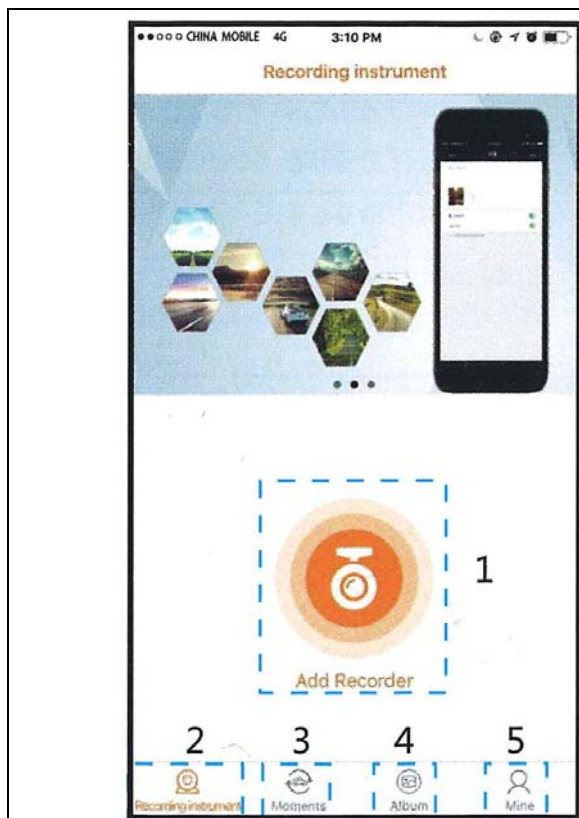 CHINA MOBILE 4G 3:10 PM
Recording instrument
1
Add Recorder
2 3 4 5
Recording instrument Moments Album Mine